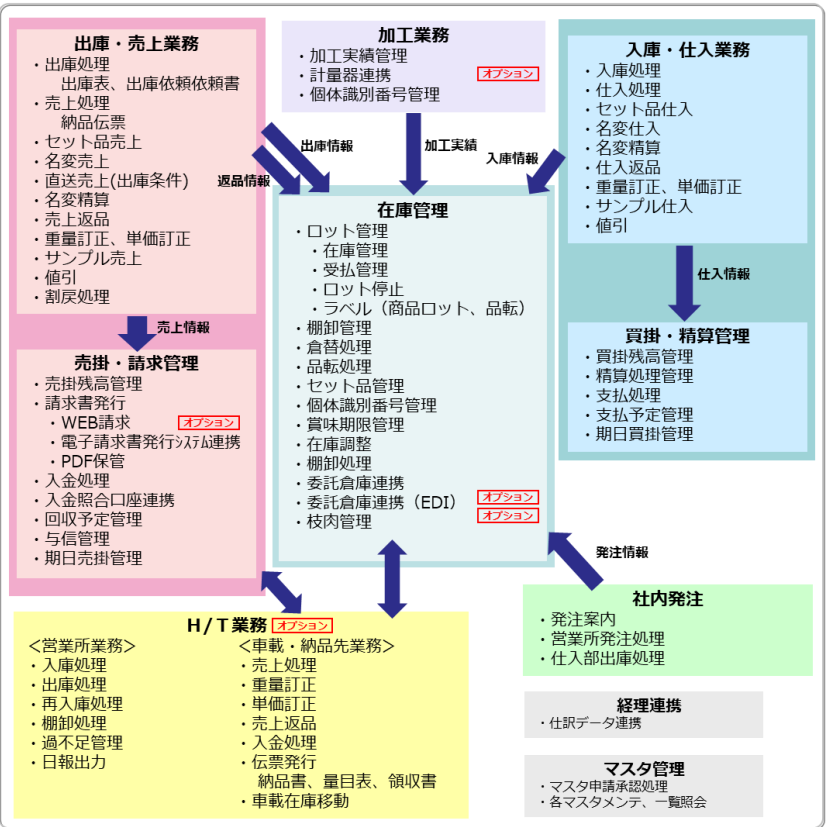 出庫・売上業務
・出庫処理
出庫表、出庫依頼依頼書
・売上処理
納品伝票
・セット品売上
・名変売上
・直送売上(出庫条件)
・名変精算
・売上返品
・重量訂正、単価訂正
・サンプル売上
・値引
・割戻処理
加工業務
・加工実績管理
・計量器連携 オプション
・個体識別番号管理
入庫・仕入業務
・入庫処理
・仕入処理
・セット品仕入
・名変仕入
・名変精算
・仕入返品
・重量訂正、単価訂正
・サンプル仕入
・値引
出庫情報
返品情報
加工実績
入庫情報
仕入情報
売上情報
在庫管理
・ロット管理
・在庫管理
・受払管理
・ロット停止
・ラベル（商品ロット、品転）
・棚卸管理
・倉替処理
・品転処理
・セット品管理
・個体識別番号管理
・賞味期限管理
・在庫調整
・棚卸処理
・委託倉庫連携
・委託倉庫連携（EDI） オプション
・枝肉管理 オプション
売掛・請求管理
・売掛残高管理
・請求書発行
・WEB請求 オプション
・電子請求書発行ｼｽﾃﾑ連携
・PDF保管
・入金処理
・入金照合口座連携
・回収予定管理
・与信管理
・期日売掛管理
買掛・精算管理
・買掛残高管理
・精算処理管理
・支払処理
・支払予定管理
・期日買掛管理
発注情報
H/T業務 オプション
＜営業所業務＞
・入庫処理
・出庫処理
・再入庫処理
・棚卸処理
・過不足管理
・日報出力
＜車載・納品先業務＞
・売上処理
・重量訂正
・単価訂正
・売上返品
・入金処理
・伝票発行
納品書、量目表、領収書
・車載在庫移動
社内発注
・発注案内
・営業所発注処理
・仕入部出庫処理
経理連携
・仕訳データ連携
マスタ管理
・マスタ申請承認処理
・各マスタメンテ、一覧照会